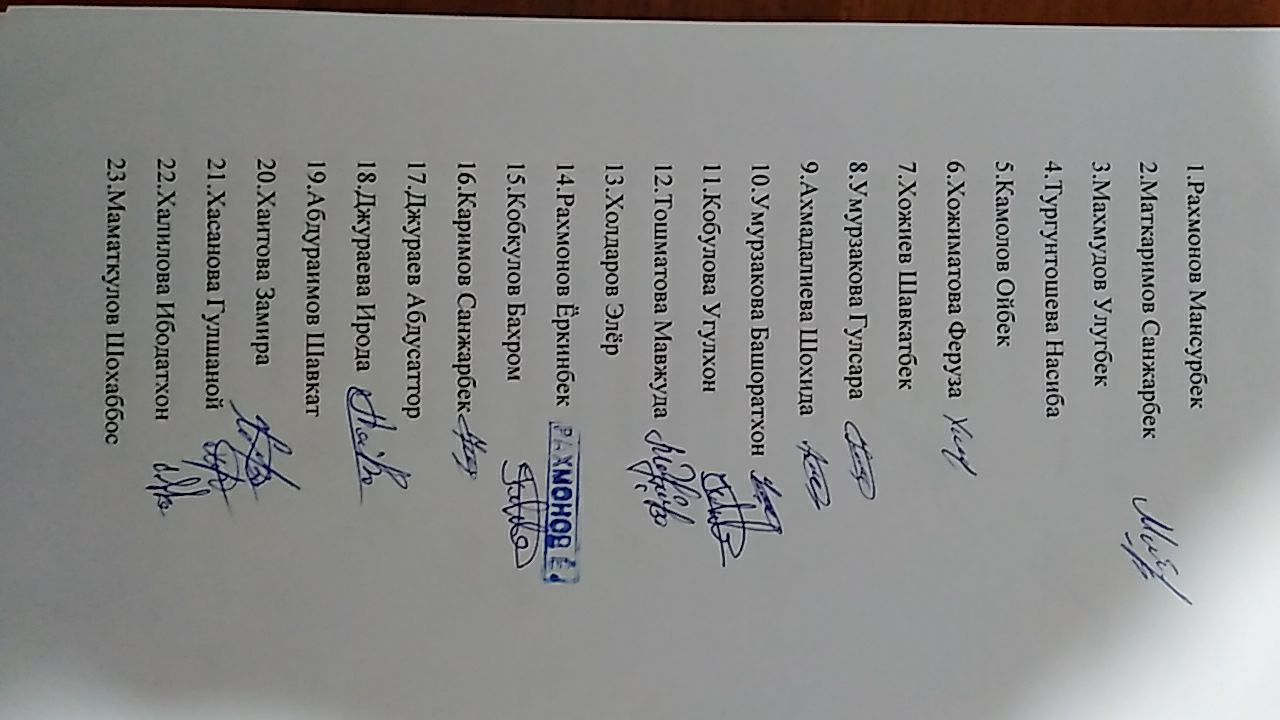 1.Рахмонов Мансурбек
2.Маткаримов Санжарбек
3.Махмудов Улугбек
4.Тургунтошева Насиба
5.Камолов Ойбек
6.Хожиматова Феруза
7.Хожиев Шавкатбек
8.Умурзакова Гулсара
9.Ахмадалиева Шохида
10.Умурзакова Башоратхон
11.Кобулова Угулхон
12.Тошматова Мавжуда
13.Холдаров Элёр
14.Рахмонов Ёркинбек РАХМОНОВ Ё
15.Кобкулов Бахром
16.Каримов Санжарбек
17.Джураев Абдусаттор
18.Джураева Ирода
19.Абдураимов Шавкат
20.Хаитова Замира
21.Хасанова Гулшаной
22.Халилова Ибодатхон
23.Маматкулов Шохаббос